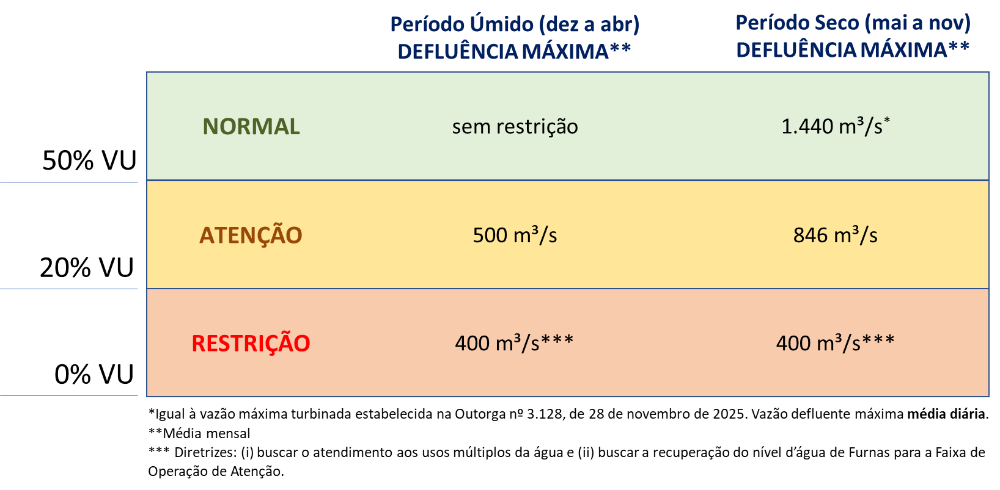 Período Úmido (dez a abr)
DEFLUÊNCIA MÁXIMA**
Período Seco (mai a nov)
DEFLUÊNCIA MÁXIMA**
NORMAL
sem restrição
1.440 m³/s*
50% VU
ATENÇÃO
500 m³/s
846 m³/s
20% VU
RESTRIÇÃO
400 m³/s***
400 m³/s***
0% VU
*Igual à vazão máxima turbinada estabelecida na Outorga nº 3.128, de 28 de novembro de 2025. Vazão defluente máxima média diária.
**Média mensal
*** Diretrizes: (i) buscar o atendimento aos usos múltiplos da água e (ii) buscar a recuperação do nível d’água de Furnas para a Faixa de
Operação de Atenção.